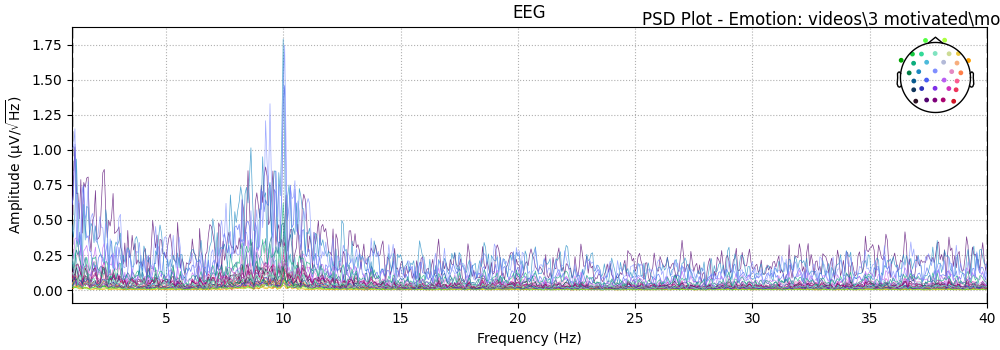 EEG
PSD Plot - Emotion: videos\3 motivated\mo
Amplitude (µV/√Hz)
1.75
1.50
1.25
1.00
0.75
0.50
0.25
0.00
5 10 15 20 25 30 35 40
Frequency (Hz)